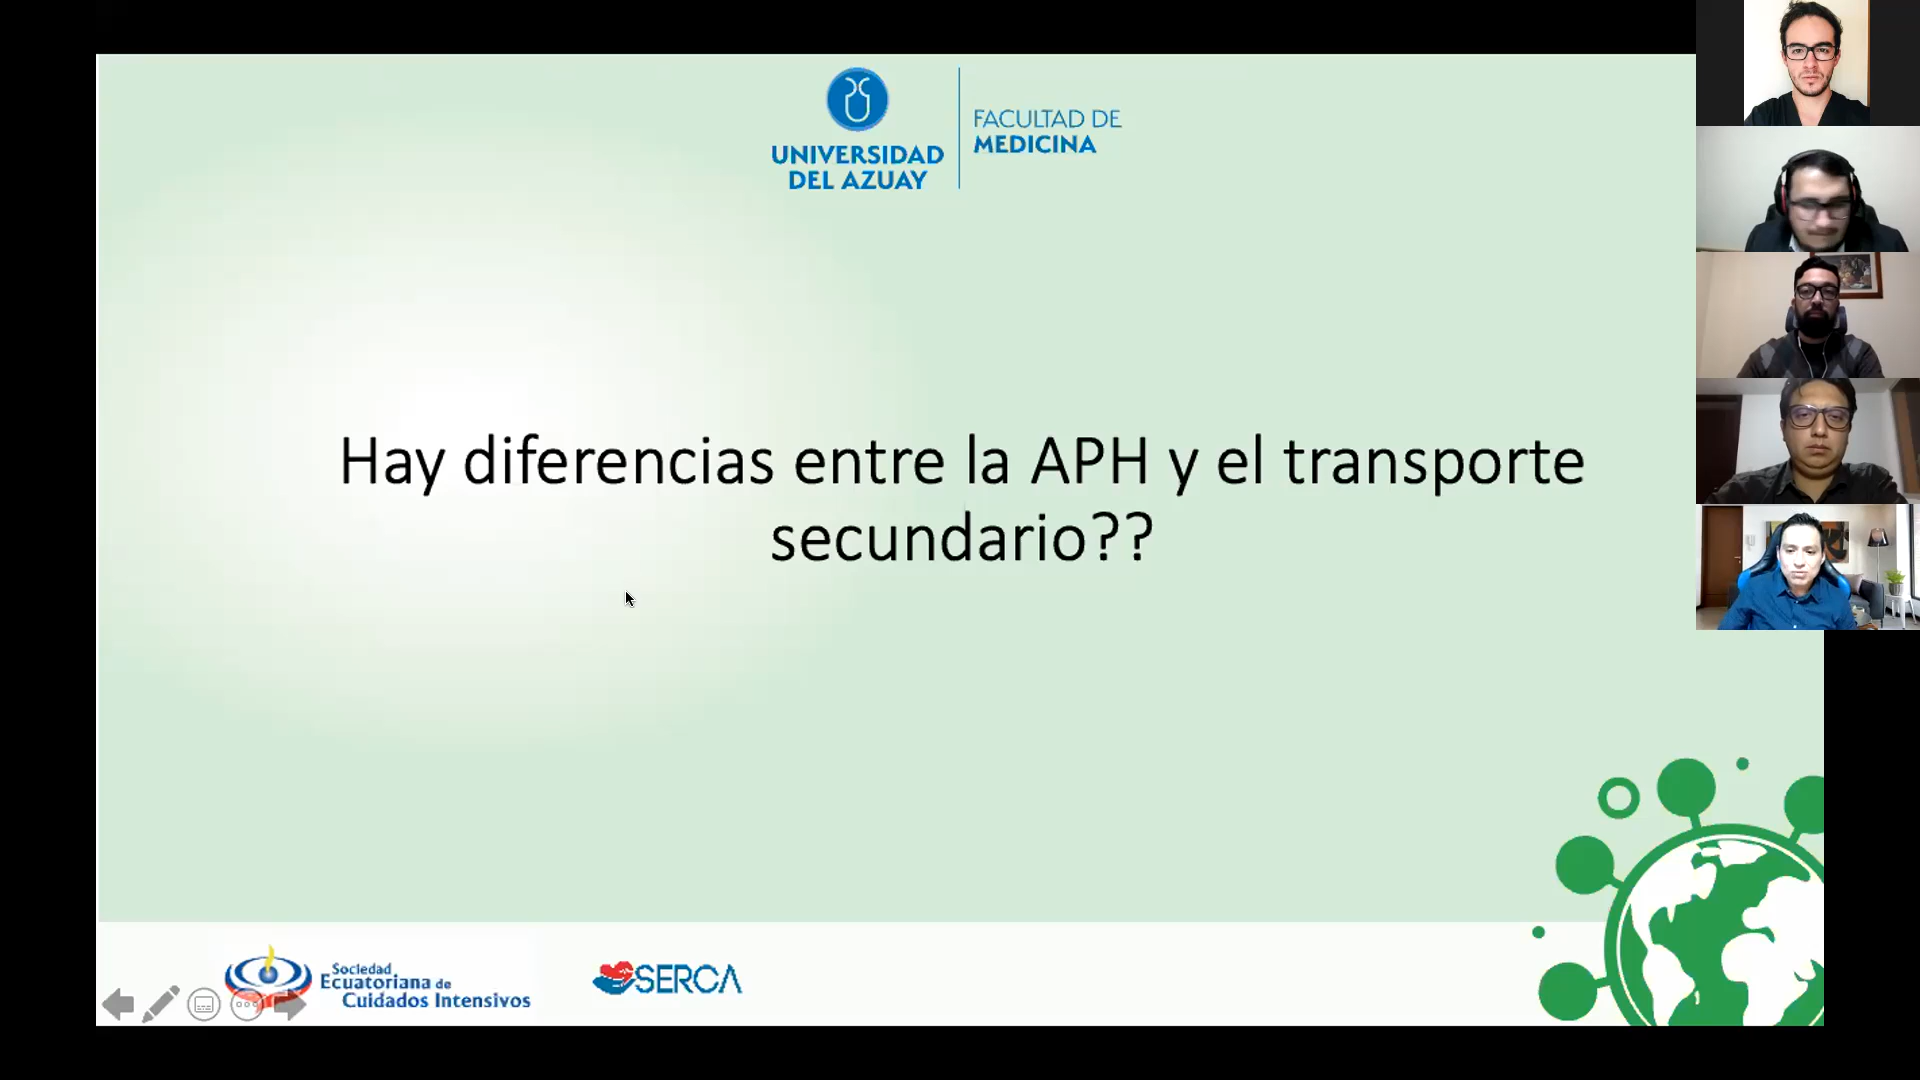 UNIVERSIDAD
DEL AZUAY
FACULTAD DE
MEDICINA
Hay diferencias entre la APH y el transporte
secundario??
Sociedad
Ecuatoriana de
Cuidados Intensivos
SERCA